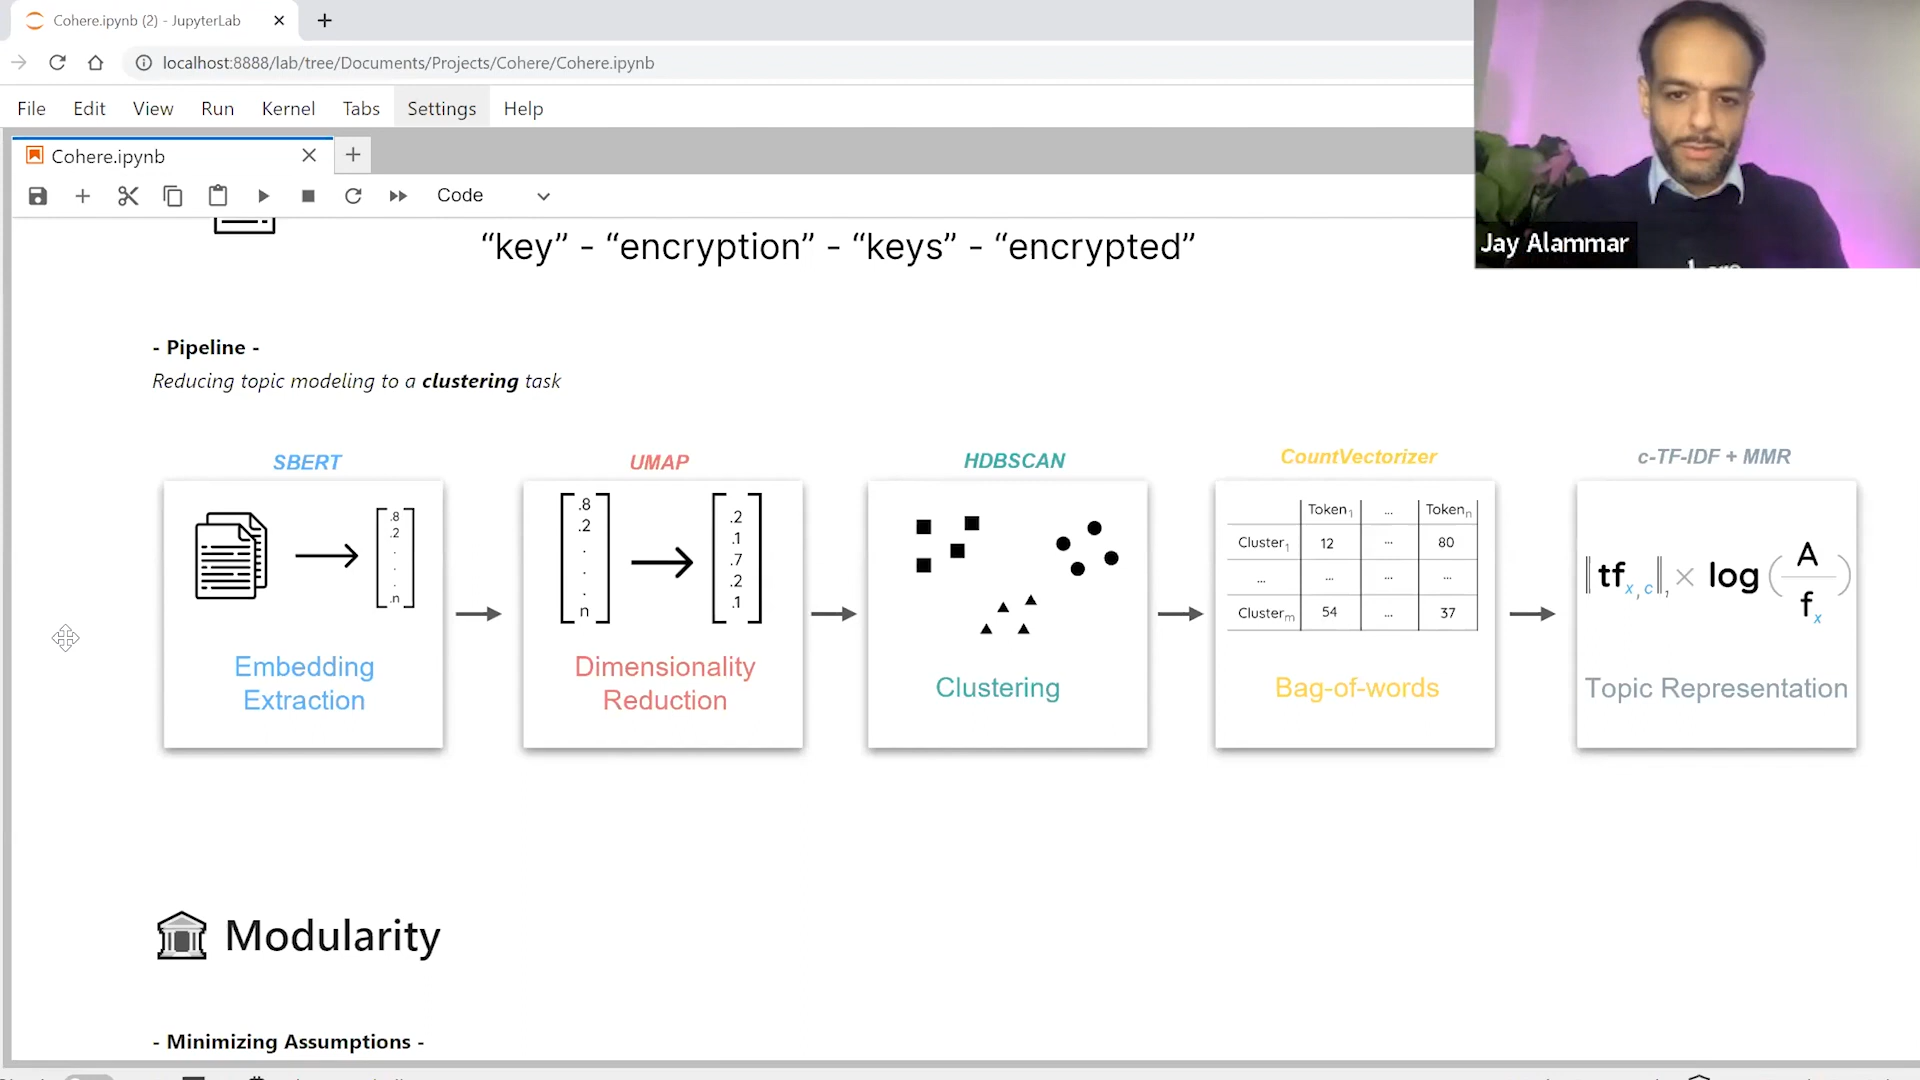 Cohere.ipynb (2) - JupyterLab
localhost:8888/lab/tree/Documents/Projects/Cohere/Cohere.ipynb
File Edit View Run Kernel Tabs Settings Help
Cohere.ipynb
Code
Jay Alammar
“key” - “encryption” - “keys” - “encrypted”
- Pipeline -
Reducing topic modeling to a clustering task
SBERT
.8
.2
.
.
.
.n
Embedding
Extraction
UMAP
.8
.2
.
.
.
n
.2
.1
.7
.2
.1
Dimensionality
Reduction
HDBSCAN
Clustering
CountVectorizer
Token1 ... Tokenn
Cluster1 12 ... 80
... ... ... ...
Clusterm 54 ... 37
Bag-of-words
c-TF-IDF + MMR
‖tfx,c‖, × log (A/fx)
Topic Representation
Modularity
- Minimizing Assumptions -